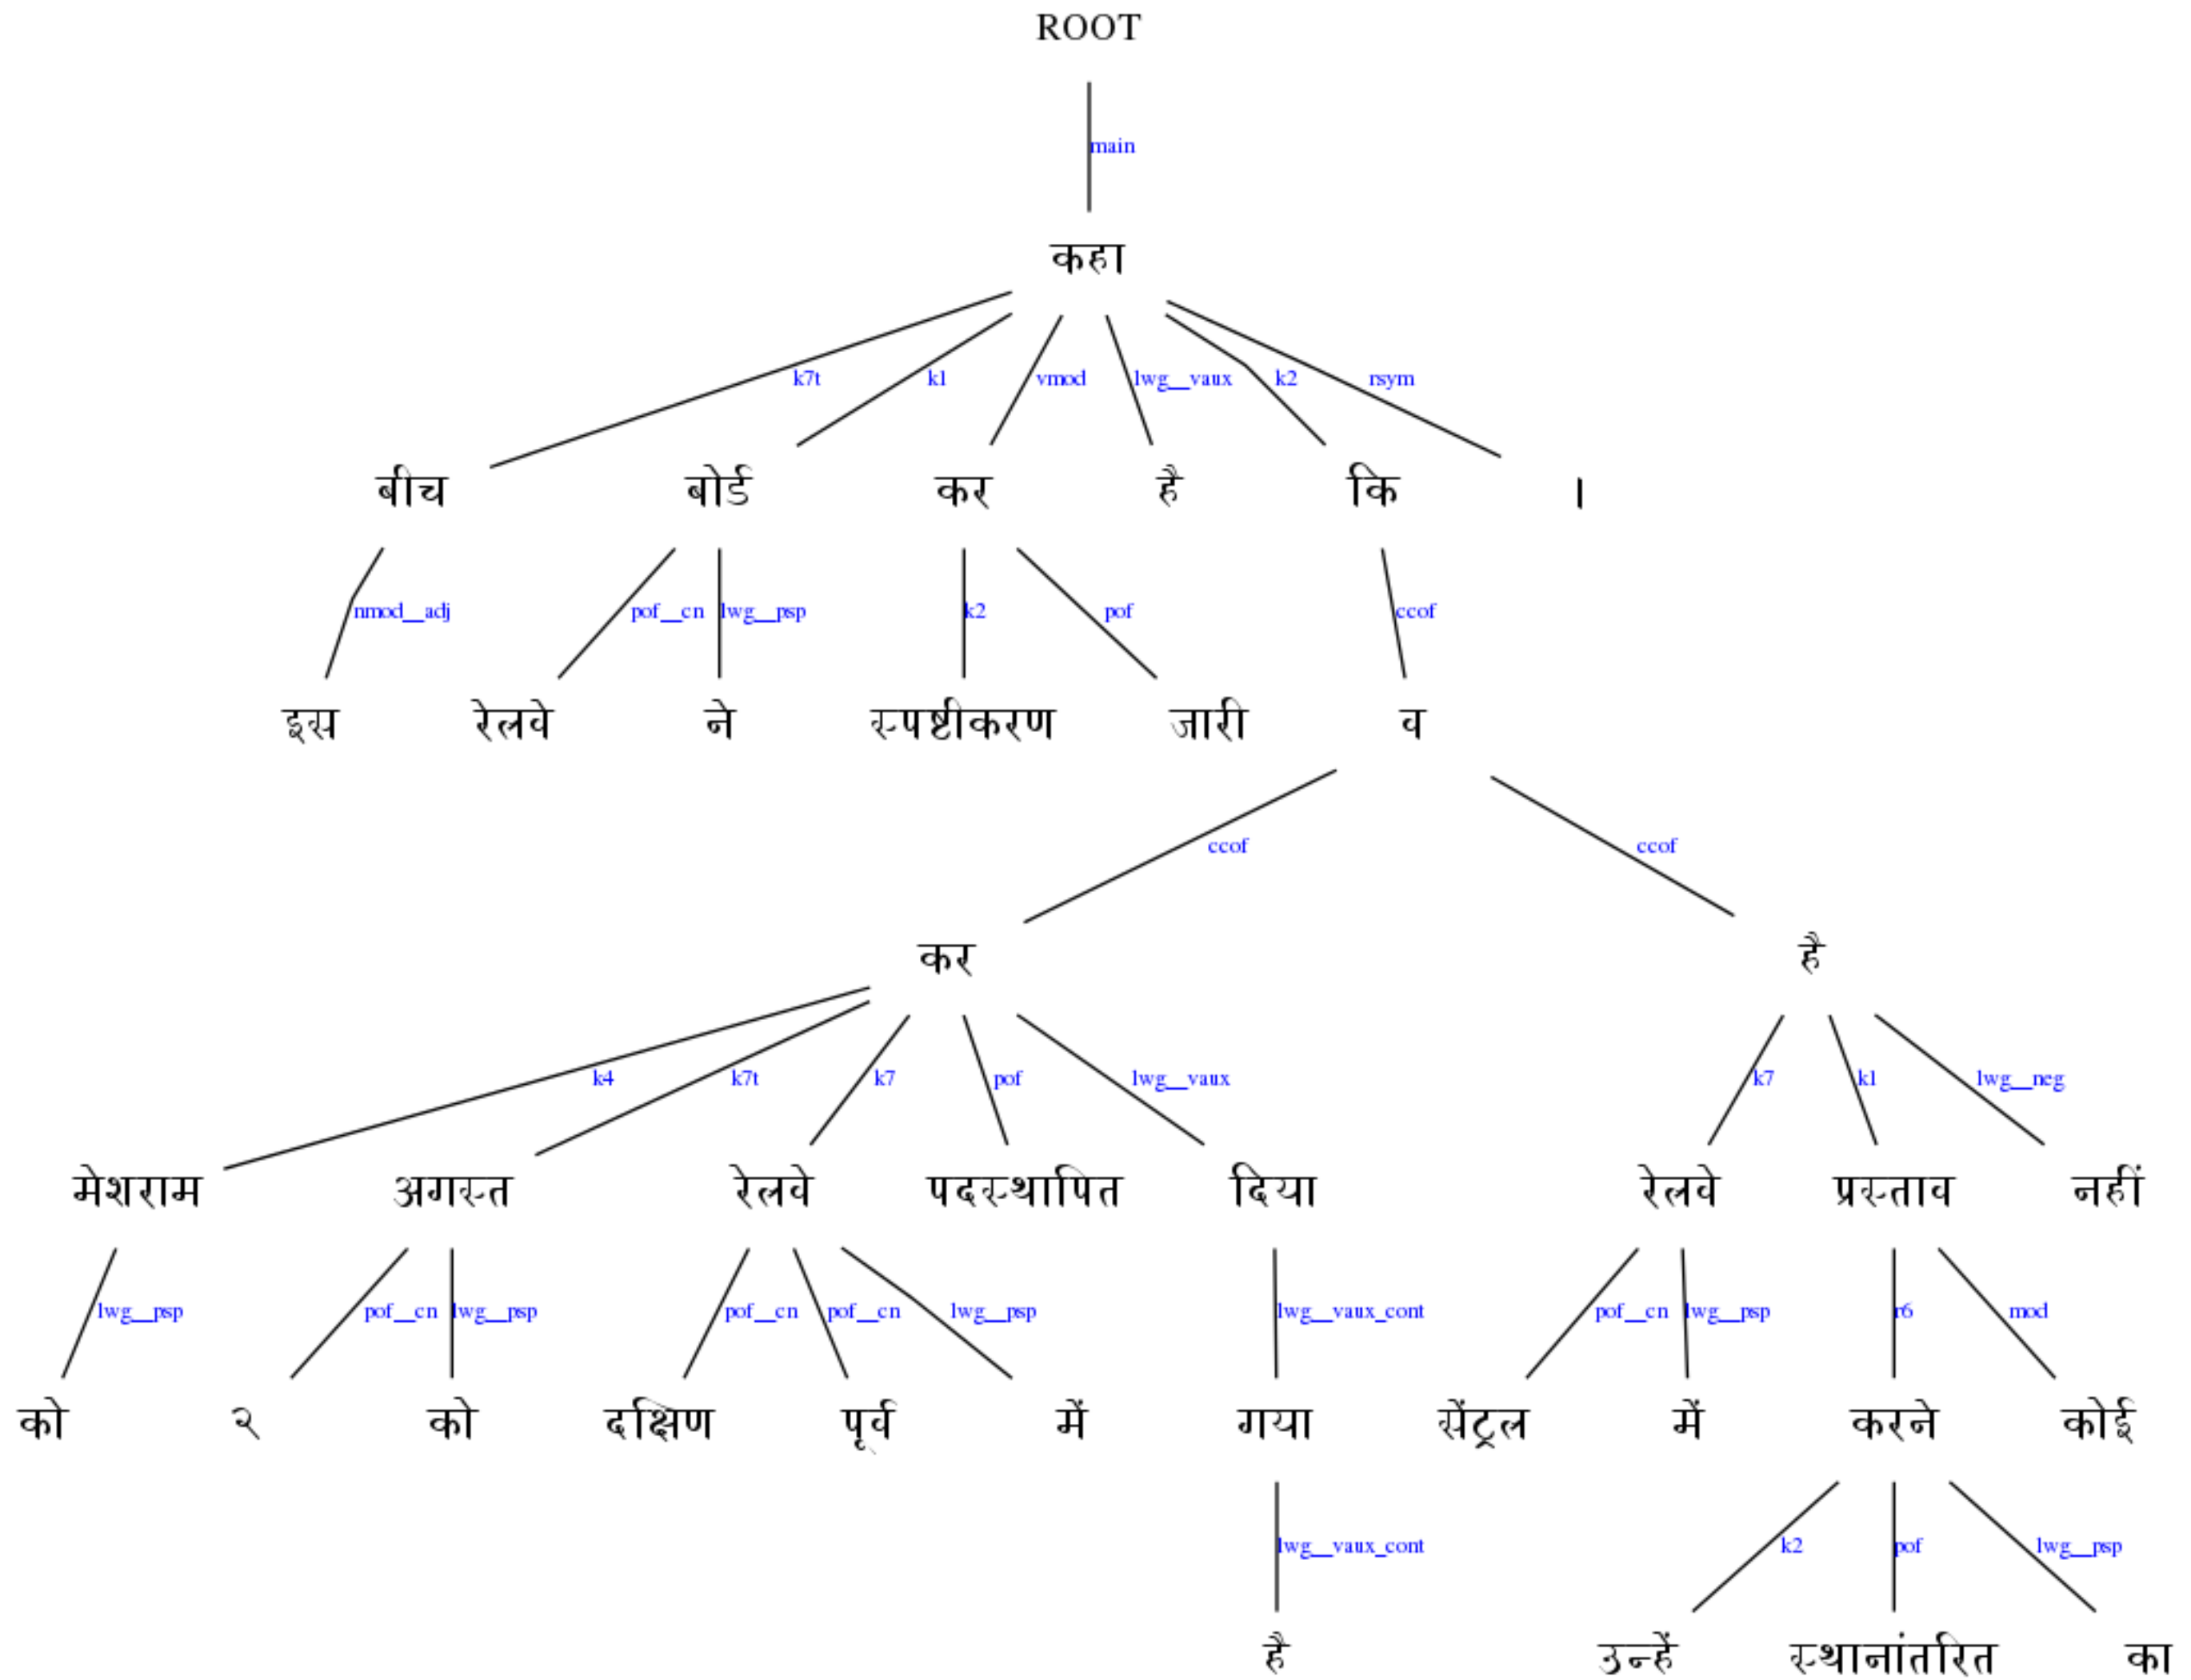 ROOT
main
कहा
k7t k1 vmod lwg__vaux k2 rsym
बीच बोर्ड कर है कि ।
nmod__adj pof__cn lwg__psp k2 pof ccof
इस रेलवे ने स्पष्टीकरण जारी व
ccof ccof
कर है
k4 k7t k7 pof lwg__vaux k7 k1 lwg__neg
मेशराम अगस्त रेलवे पदस्थापित दिया रेलवे प्रस्ताव नहीं
lwg__psp pof__cn lwg__psp pof__cn pof__cn lwg__psp lwg__vaux_cont pof__cn lwg__psp r6 mod
को २ को दक्षिण पूर्व में गया सेंट्रल में करने कोई
lwg__vaux_cont k2 pof lwg__psp
है उन्हें स्थानांतरित का